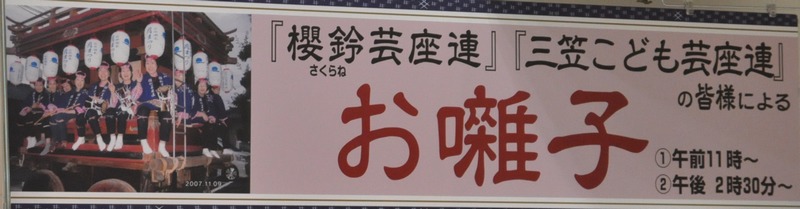 『櫻鈴芸座連』『三笠こども芸座連』
さくらね
の皆様による
お囃子
①午前11時～
②午後 2時30分～
2007.11.09